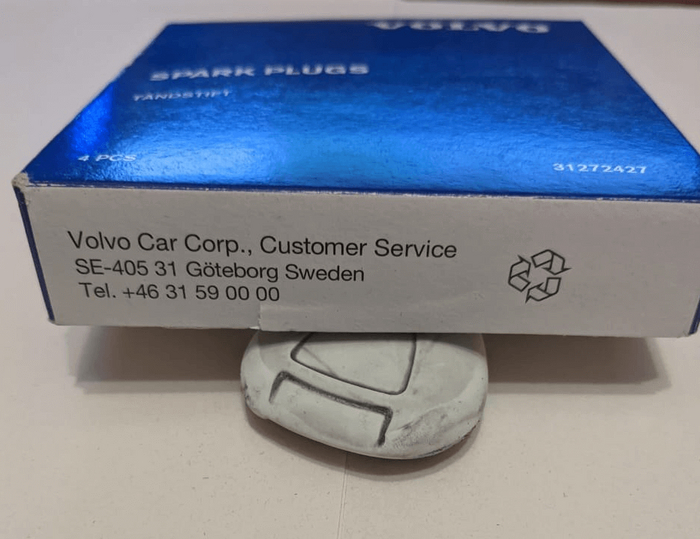 VOLVO
SPARK PLUGS
TÄNDSTIFT
4 PCS
31272427
Volvo Car Corp., Customer Service
SE-405 31 Göteborg Sweden
Tel. +46 31 59 00 00